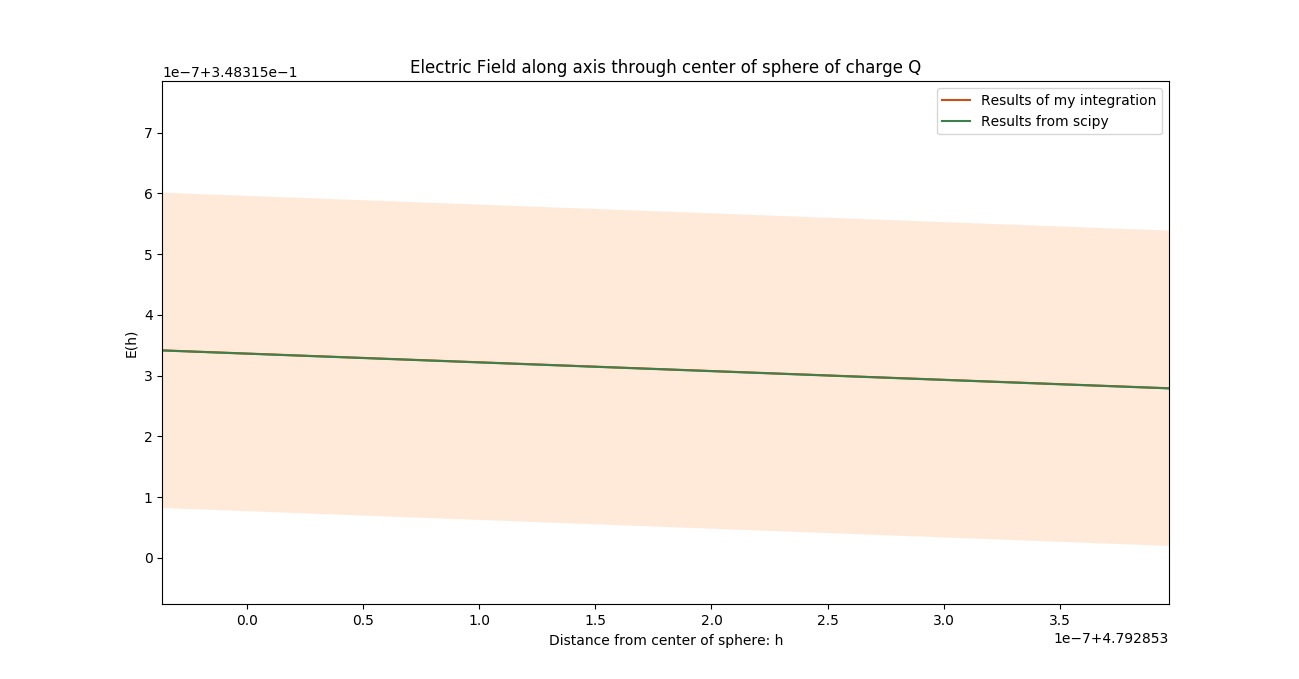 Electric Field along axis through center of sphere of charge Q
1e−7+3.48315e−1
Results of my integration
Results from scipy
7
6
5
4
3
2
1
0
E(h)
0.0 0.5 1.0 1.5 2.0 2.5 3.0 3.5
1e−7+4.792853
Distance from center of sphere: h